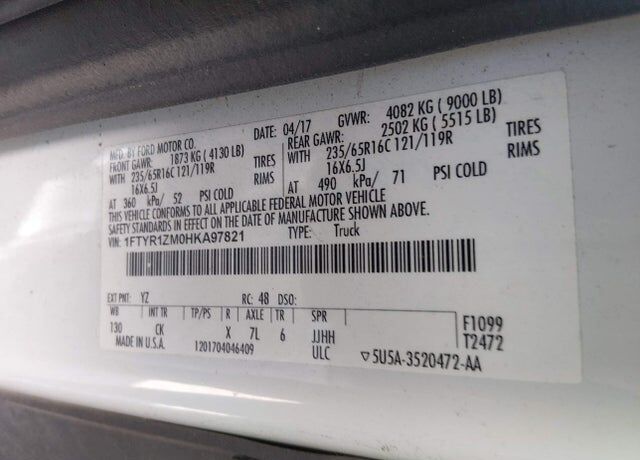 MFD. BY FORD MOTOR CO. DATE: 04/17 GVWR: 4082 KG ( 9000 LB)
FRONT GAWR: 1873 KG ( 4130 LB) REAR GAWR: 2502 KG ( 5515 LB)
WITH 235/65R16C 121/119R TIRES WITH 235/65R16C 121/119R TIRES
16X6.5J RIMS 16X6.5J RIMS
AT 360 kPa/ 52 PSI COLD AT 490 kPa/ 71 PSI COLD
THIS VEHICLE CONFORMS TO ALL APPLICABLE FEDERAL MOTOR VEHICLE
SAFETY STANDARDS IN EFFECT ON THE DATE OF MANUFACTURE SHOWN ABOVE.
VIN: 1FTYR1ZM0HKA97821 TYPE: Truck
EXT PNT: YZ RC: 48 DSO:
WB INT TR TP/PS R AXLE TR SPR F1099
130 CK X 7L 6 JJHH T2472
MADE IN U.S.A. 1201704046409 ULC ▽5U5A-3520472-AA